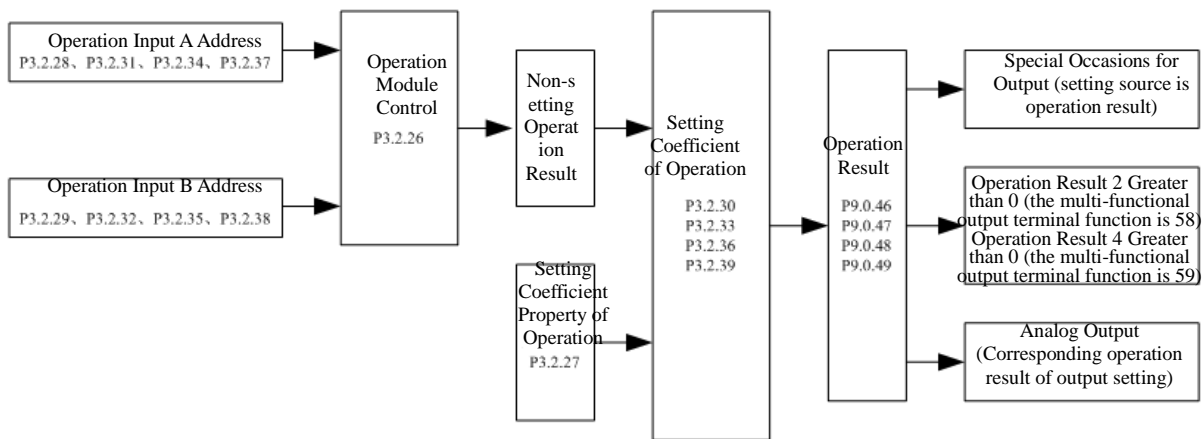 Operation Input A Address
P3.2.28、P3.2.31、P3.2.34、P3.2.37
Operation Input B Address
P3.2.29、P3.2.32、P3.2.35、P3.2.38
Operation
Module
Control
P3.2.26
Non-s
etting
Operat
ion
Result
Setting
Coefficient
Property of
Operation
P3.2.27
Setting
Coefficient
of Operation
P3.2.30
P3.2.33
P3.2.36
P3.2.39
Operation
Result
P9.0.46
P9.0.47
P9.0.48
P9.0.49
Special Occasions for
Output (setting source is
operation result)
Operation Result 2 Greater
than 0 (the multi-functional
output terminal function is 58)
Operation Result 4 Greater
than 0 (the multi-functional
output terminal function is 59)
Analog Output
(Corresponding operation
result of output setting)